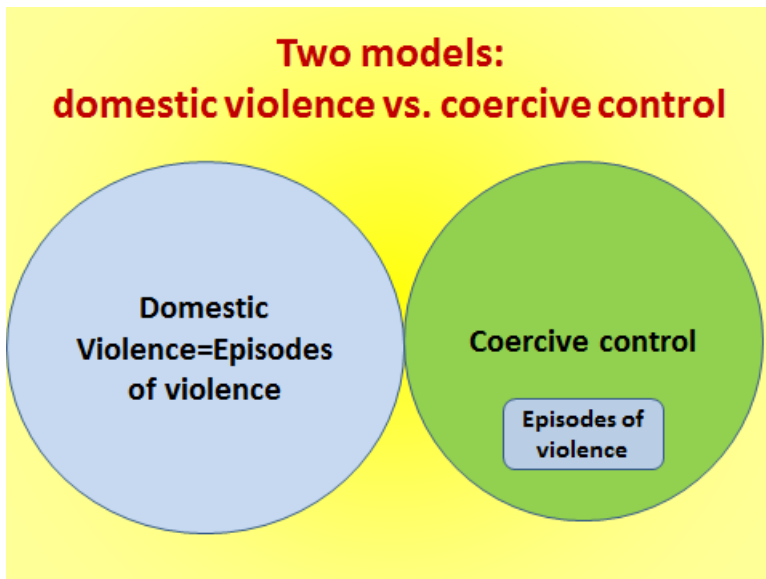 Two models:
domestic violence vs. coercive control
Domestic
Violence=Episodes
of violence
Coercive control
Episodes of
violence